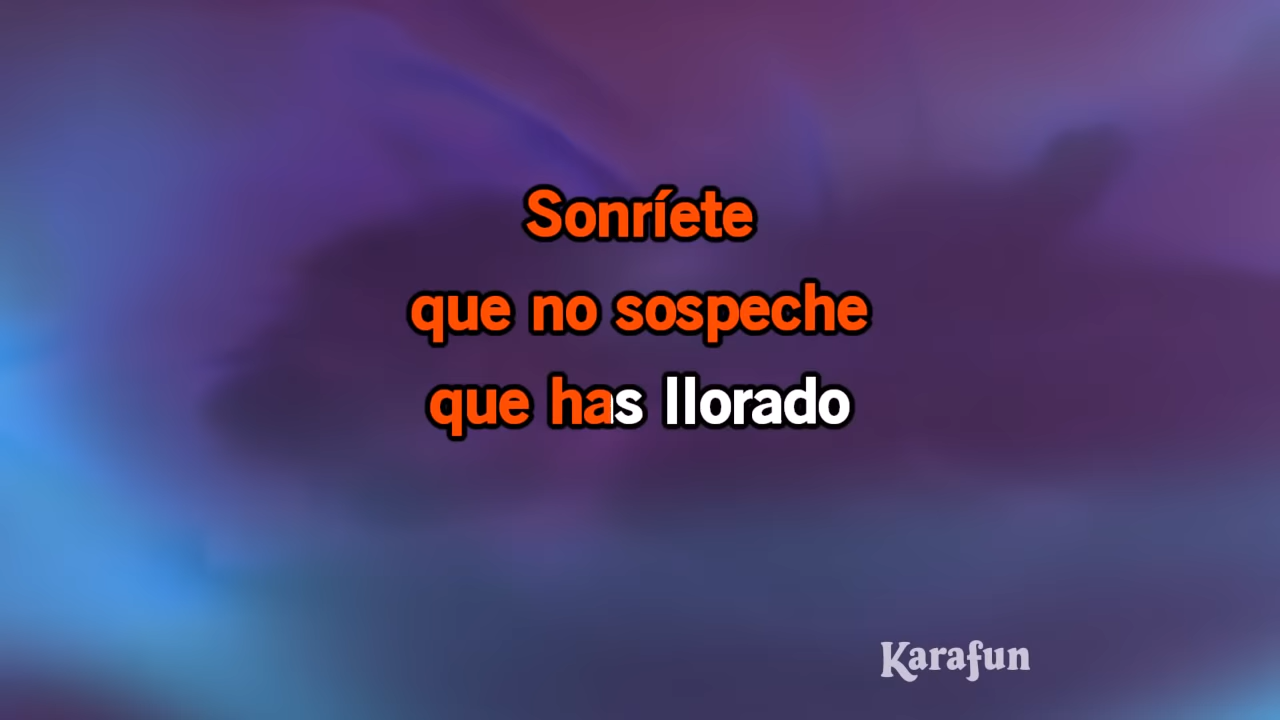 Sonríete
que no sospeche
que has llorado
Karafun